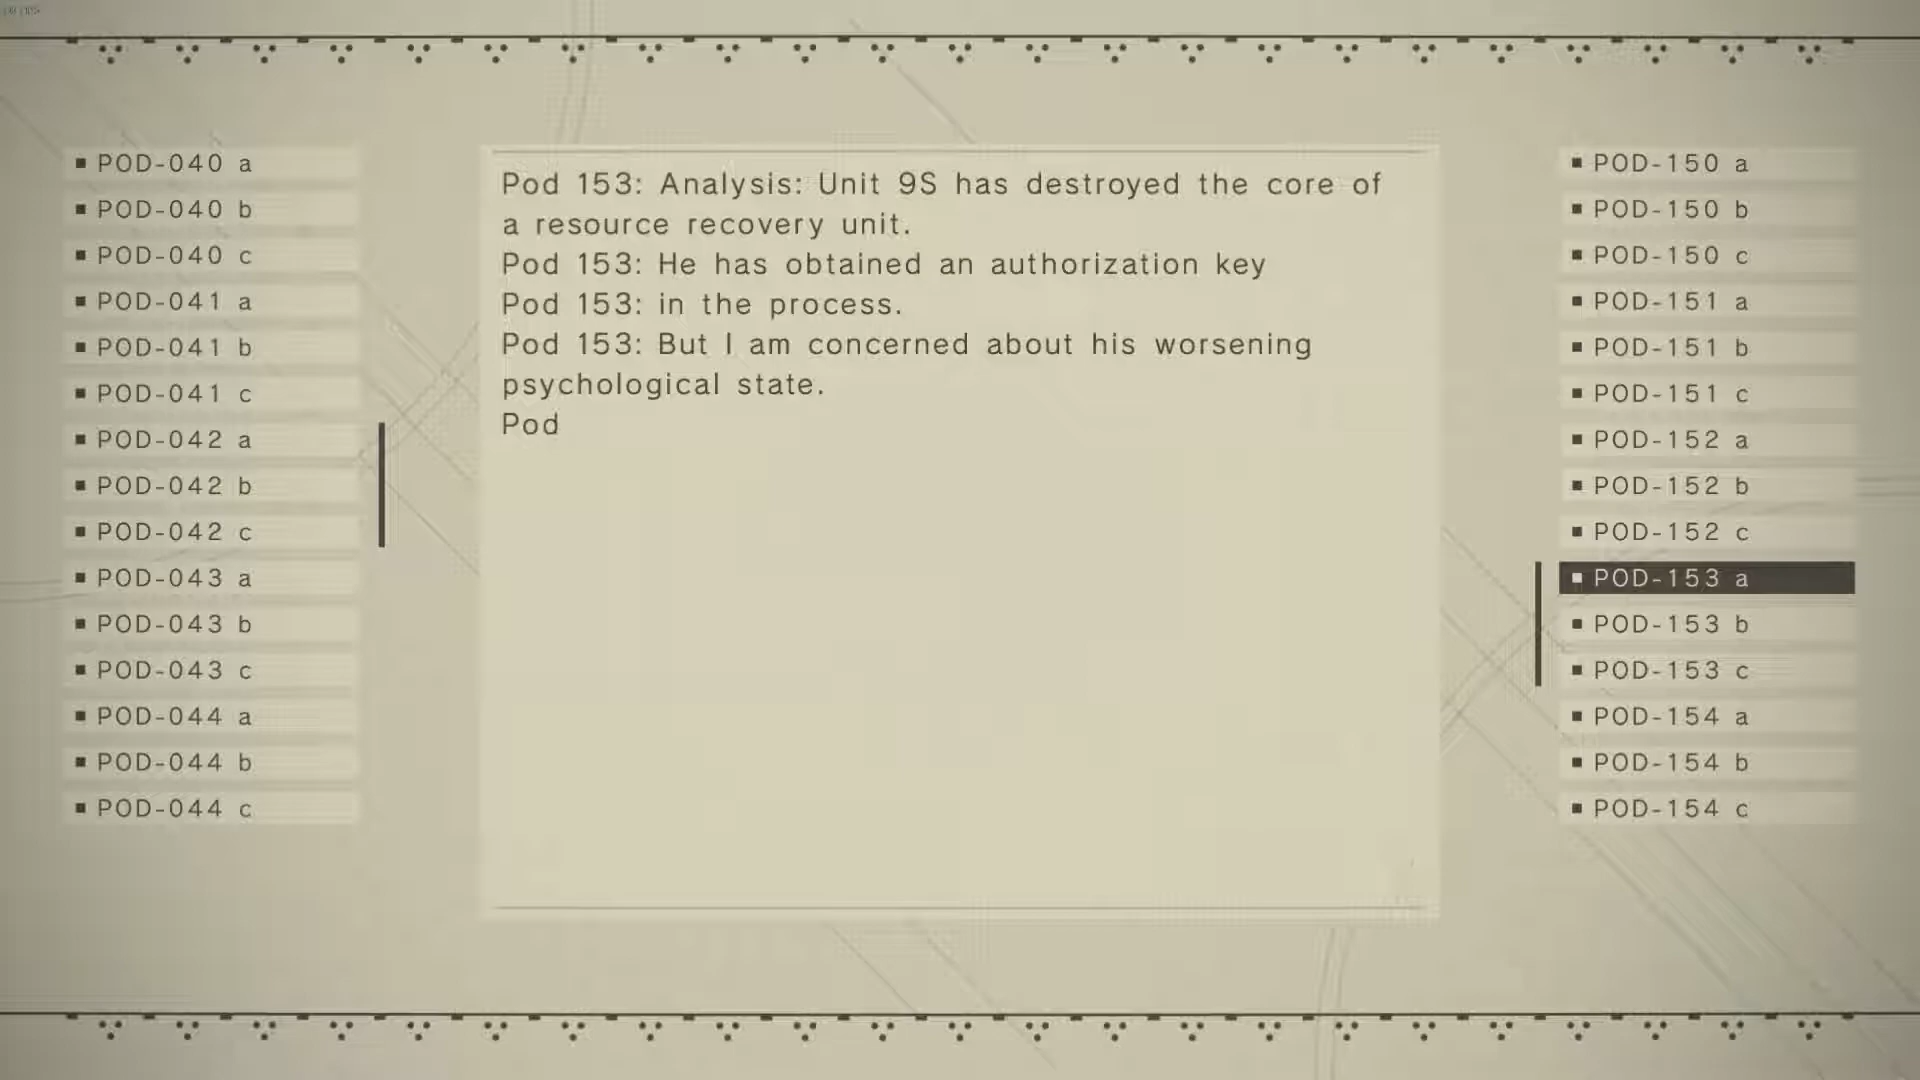 POD-040 a
POD-040 b
POD-040 c
POD-041 a
POD-041 b
POD-041 c
POD-042 a
POD-042 b
POD-042 c
POD-043 a
POD-043 b
POD-043 c
POD-044 a
POD-044 b
POD-044 c
Pod 153: Analysis: Unit 9S has destroyed the core of
a resource recovery unit.
Pod 153: He has obtained an authorization key
Pod 153: in the process.
Pod 153: But I am concerned about his worsening
psychological state.
Pod
POD-150 a
POD-150 b
POD-150 c
POD-151 a
POD-151 b
POD-151 c
POD-152 a
POD-152 b
POD-152 c
POD-153 a
POD-153 b
POD-153 c
POD-154 a
POD-154 b
POD-154 c